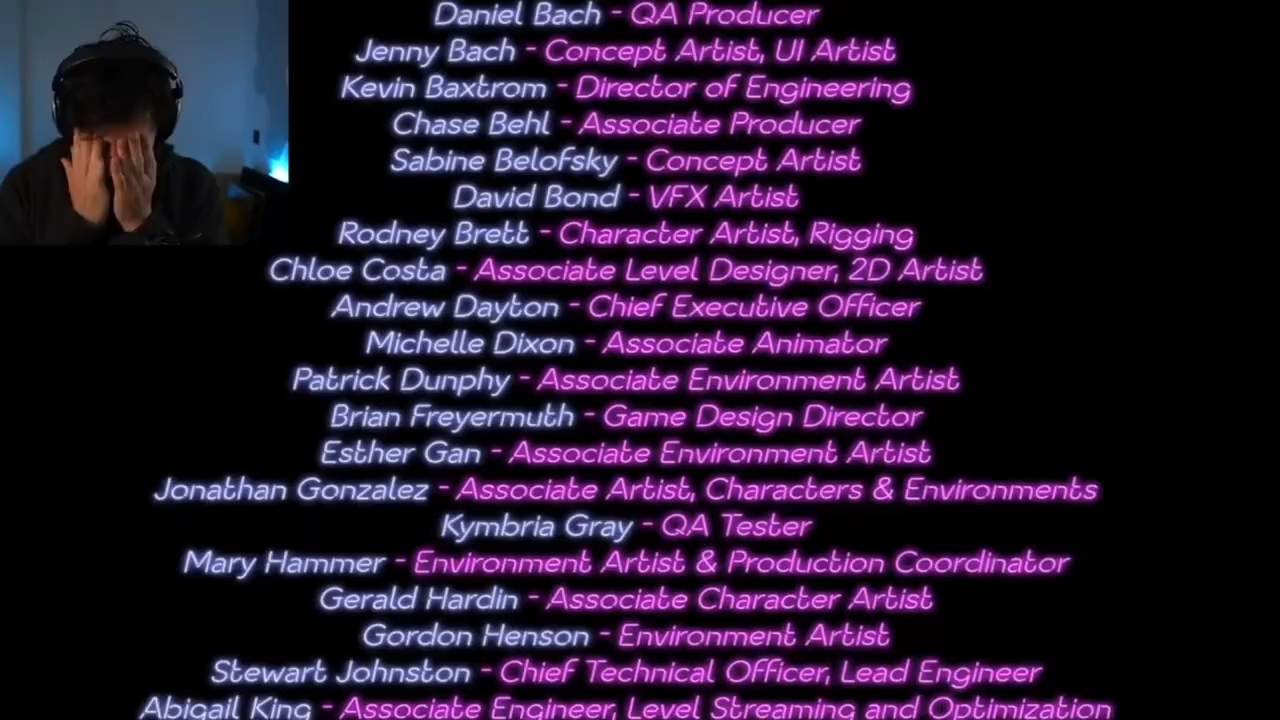 Daniel Bach - QA Producer
Jenny Bach - Concept Artist, UI Artist
Kevin Baxtrom - Director of Engineering
Chase Behl - Associate Producer
Sabine Belofsky - Concept Artist
David Bond - VFX Artist
Rodney Brett - Character Artist, Rigging
Chloe Costa - Associate Level Designer, 2D Artist
Andrew Dayton - Chief Executive Officer
Michelle Dixon - Associate Animator
Patrick Dunphy - Associate Environment Artist
Brian Freyermuth - Game Design Director
Esther Gan - Associate Environment Artist
Jonathan Gonzalez - Associate Artist, Characters & Environments
Kymbria Gray - QA Tester
Mary Hammer - Environment Artist & Production Coordinator
Gerald Hardin - Associate Character Artist
Gordon Henson - Environment Artist
Stewart Johnston - Chief Technical Officer, Lead Engineer
Abigail King - Associate Engineer, Level Streaming and Optimization